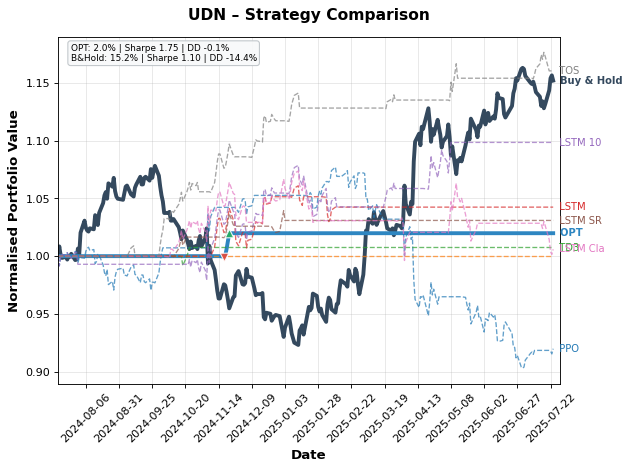 UDN – Strategy Comparison
OPT: 2.0% | Sharpe 1.75 | DD -0.1%
B&Hold: 15.2% | Sharpe 1.10 | DD -14.4%
Normalised Portfolio Value
1.15
1.10
1.05
1.00
0.95
0.90
TOS
Buy & Hold
LSTM 10
LSTM
LSTM SR
OPT
PPO
2024-08-06
2024-08-31
2024-09-25
2024-10-20
2024-11-14
2024-12-09
2025-01-03
2025-01-28
2025-02-22
2025-03-19
2025-04-13
2025-05-08
2025-06-02
2025-06-27
2025-07-22
Date